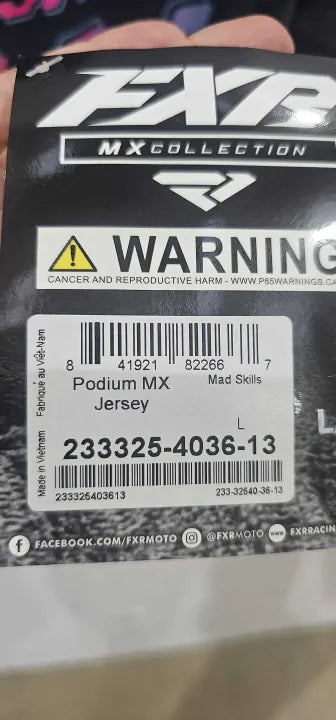 FXR
MX COLLECTION
WARNING
CANCER AND REPRODUCTIVE HARM - WWW.P65WARNINGS.CA
Made in Vietnam Fabriqué au Viêt-Nam
8 41921 82266 7
Podium MX Mad Skills
Jersey
L
233325-4036-13
233325403613 233-32540-36-13
L
FACEBOOK.COM/FXRMOTO @FXRMOTO WWW FXRRACIN